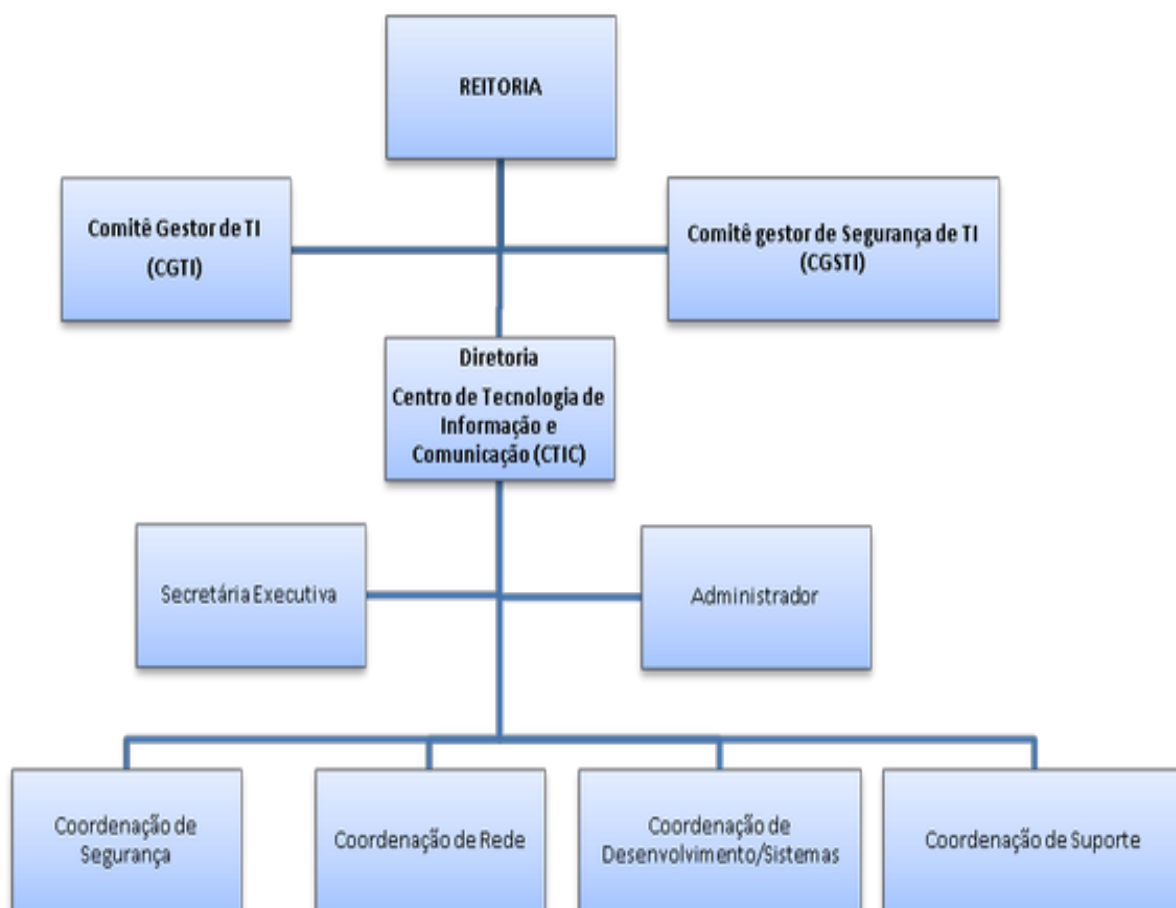 REITORIA
Comitê Gestor de TI
(CGTI)
Comitê gestor de Segurança de TI
(CGSTI)
Diretoria
Centro de Tecnologia de
Informação e
Comunicação (CTIC)
Secretária Executiva
Administrador
Coordenação de
Segurança
Coordenação de Rede
Coordenação de
Desenvolvimento/Sistemas
Coordenação de Suporte